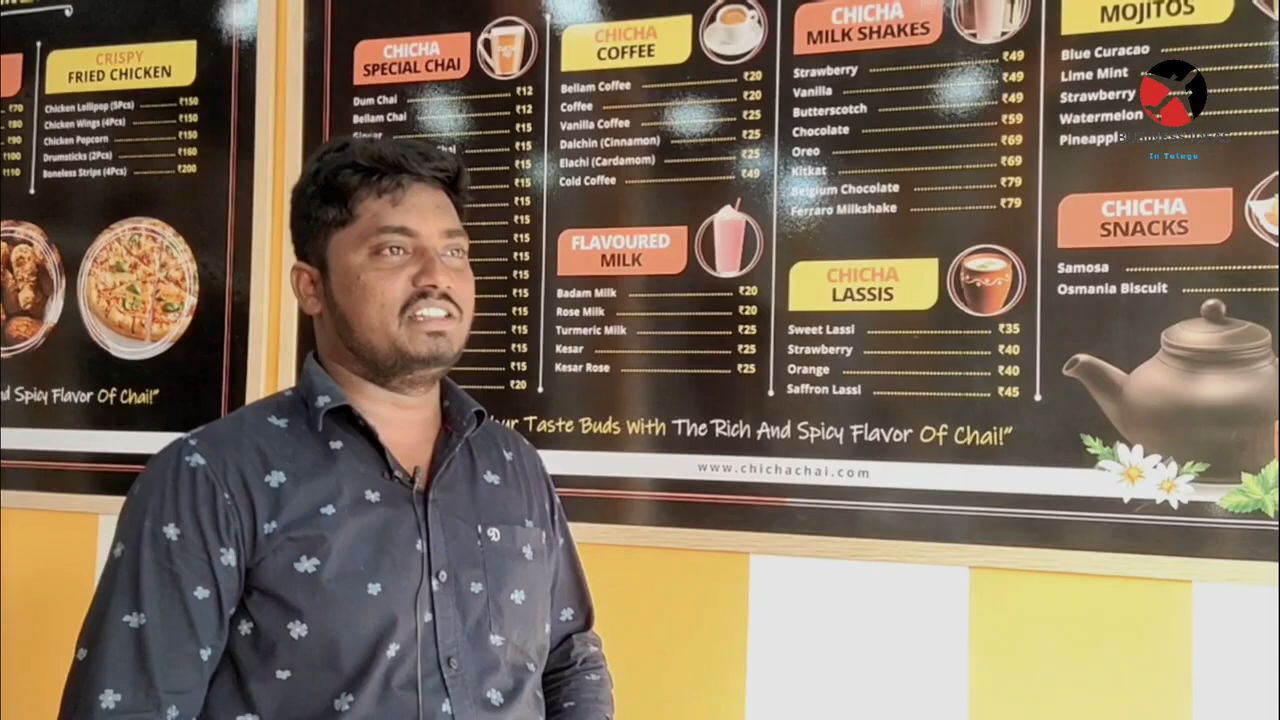 CRISPY
FRIED CHICKEN
₹70
₹80
₹90
₹100
₹110
Chicken Lollipop (5Pcs) ₹150
Chicken Wings (4Pcs) ₹150
Chicken Popcorn ₹150
Drumsticks (2Pcs) ₹160
Boneless Strips (4Pcs) ₹200
Spicy Flavor Of Chai!"
CHICHA
SPECIAL CHAI
Dum Chai ₹12
Bellam Chai ₹12
₹15
₹15
₹15
₹15
₹15
₹15
₹15
₹15
₹15
₹15
₹15
₹15
₹15
₹20
CHICHA
COFFEE
Bellam Coffee ₹20
Coffee ₹20
Vanilla Coffee ₹25
Dalchin (Cinnamon) ₹25
Elachi (Cardamom) ₹25
Cold Coffee ₹49
FLAVOURED
MILK
Badam Milk ₹20
Rose Milk ₹20
Turmeric Milk ₹25
Kesar ₹25
Kesar Rose ₹25
CHICHA
MILK SHAKES
Strawberry ₹49
Vanilla ₹49
Butterscotch ₹49
Chocolate ₹59
Oreo ₹69
Kitkat ₹69
Belgium Chocolate ₹79
Ferraro Milkshake ₹79
CHICHA
LASSIS
Sweet Lassi ₹35
Strawberry ₹40
Orange ₹40
Saffron Lassi ₹45
MOJITOS
Blue Curacao
Lime Mint
Strawberry
Watermelon
Pineapple
In Telugu
CHICHA
SNACKS
Samosa
Osmania Biscuit
Taste Buds With The Rich And Spicy Flavor Of Chai!"
www.chichachai.com
D